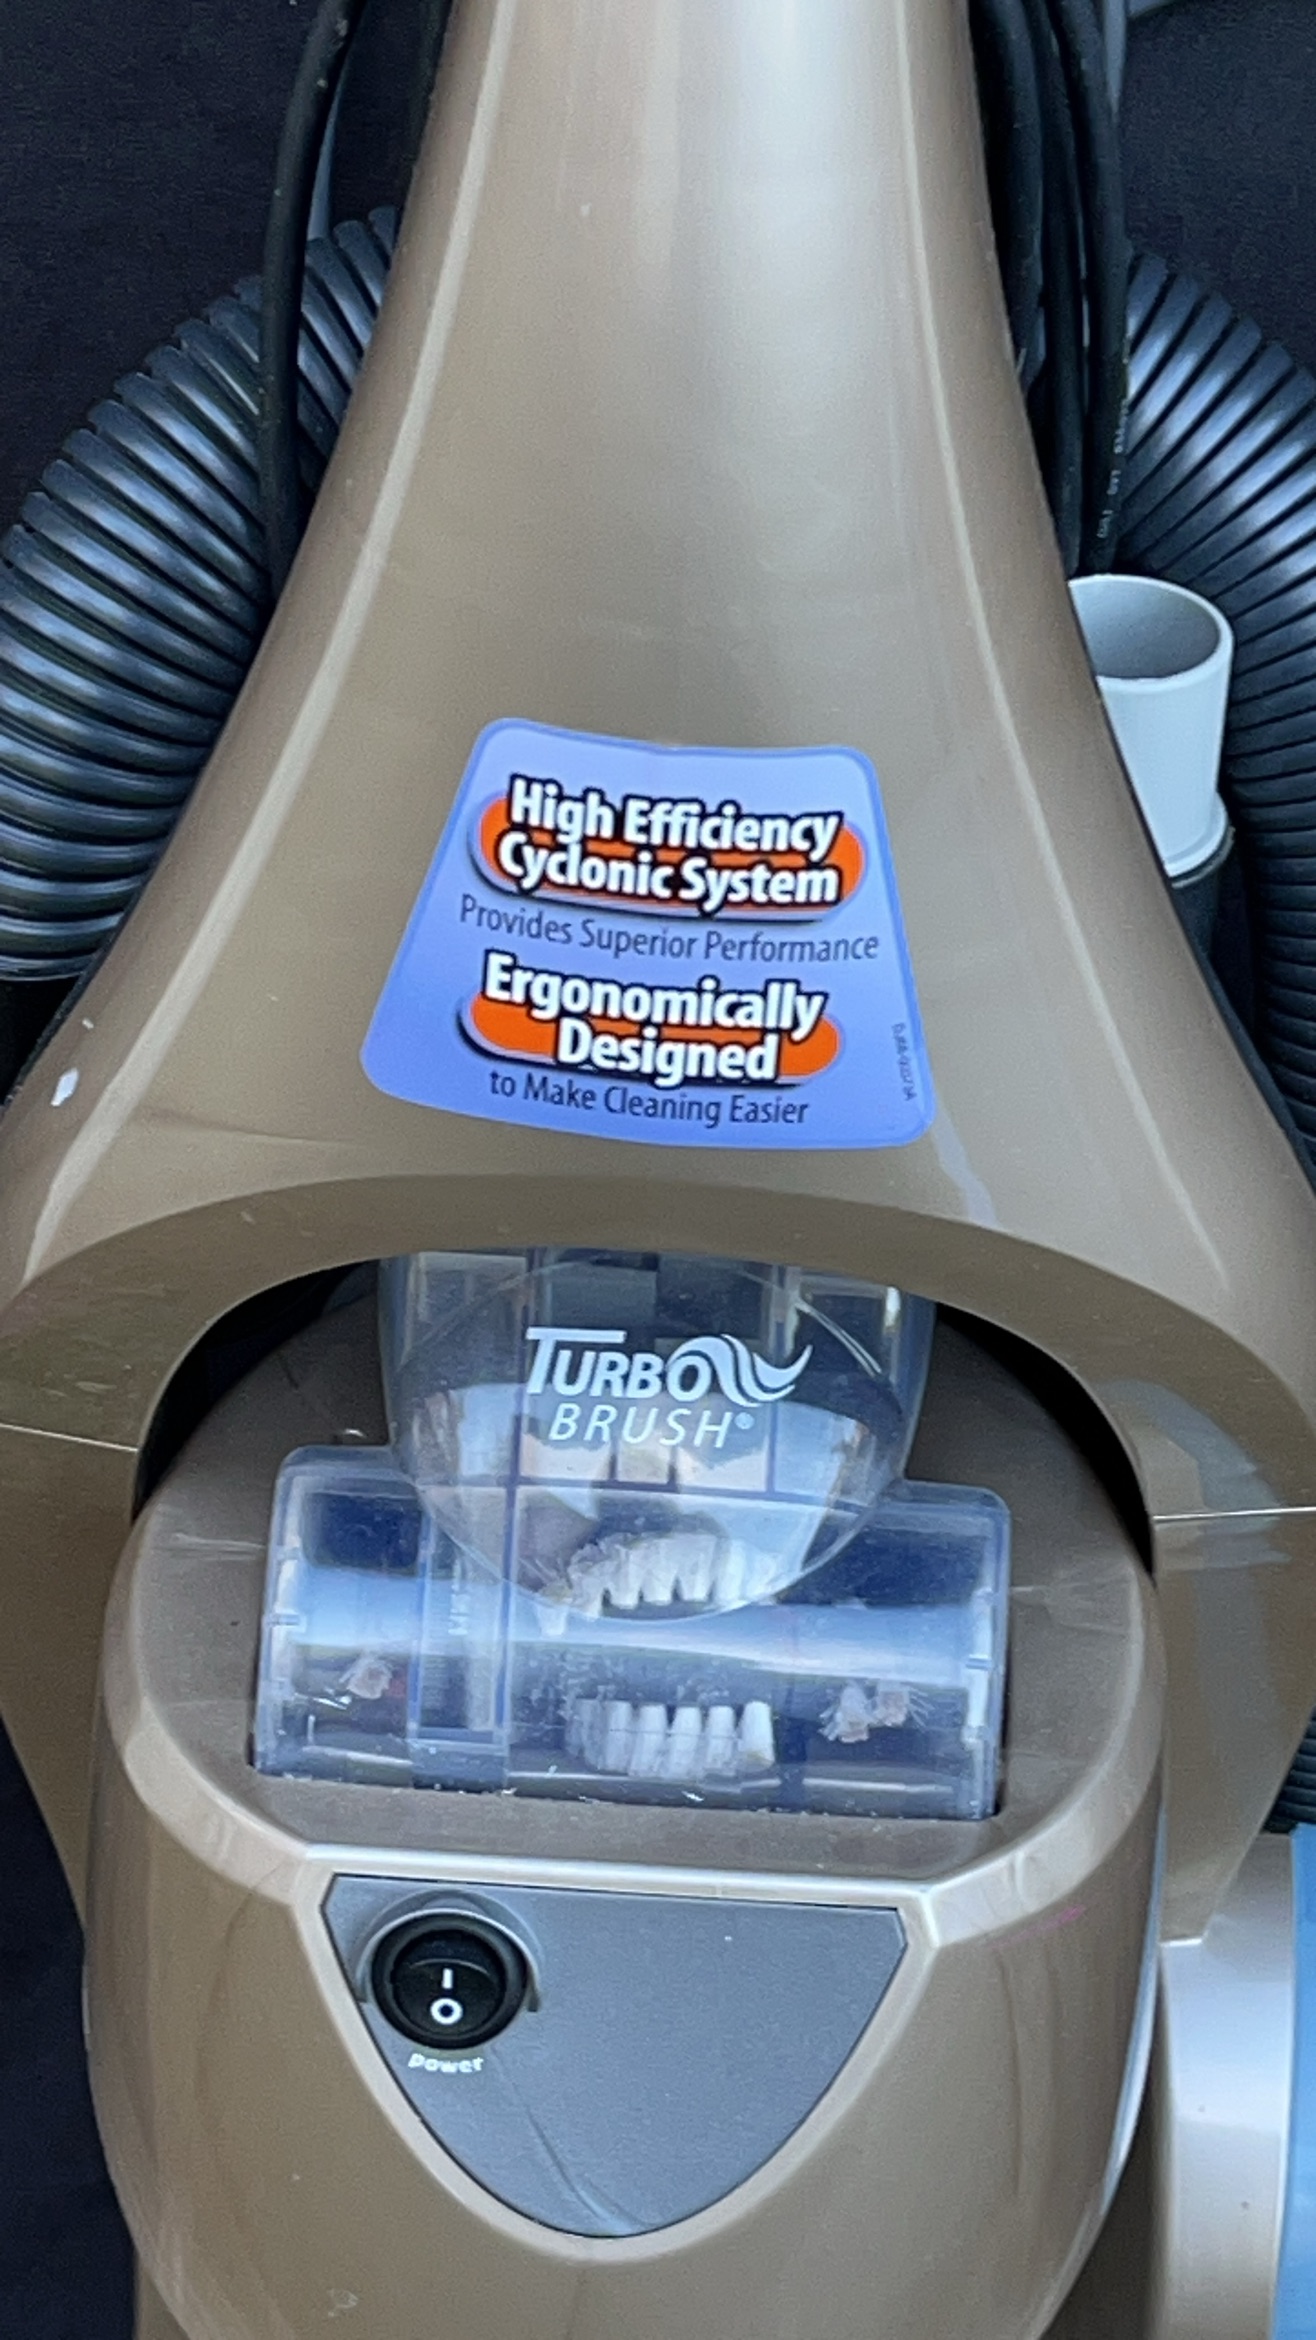 High Efficiency
Cyclonic System
Provides Superior Performance
Ergonomically
Designed
to Make Cleaning Easier
TURBO
BRUSH®
I
O
power